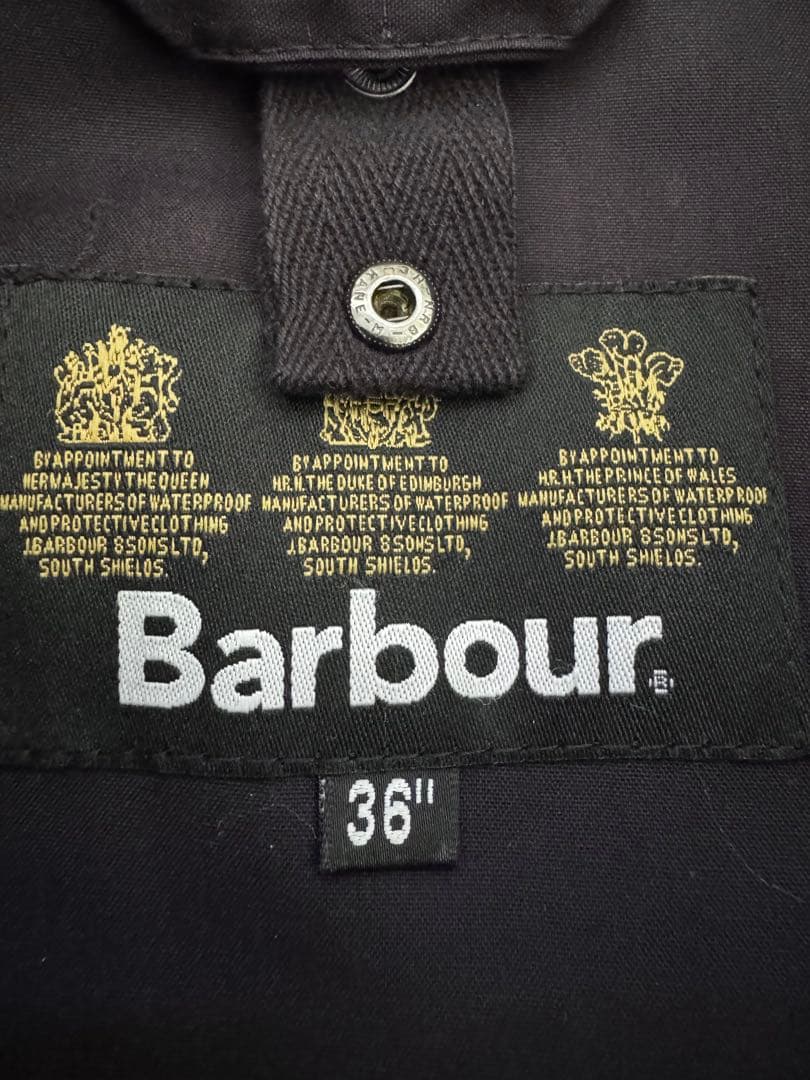 BY APPOINTMENT TO
HER MAJESTY THE QUEEN
MANUFACTURERS OF WATERPROOF
AND PROTECTIVE CLOTHING
J.BARBOUR & SONS LTD,
SOUTH SHIELDS.
BY APPOINTMENT TO
H.R.H. THE DUKE OF EDINBURGH
MANUFACTURERS OF WATERPROOF
AND PROTECTIVE CLOTHING
J.BARBOUR & SONS LTD,
SOUTH SHIELDS.
BY APPOINTMENT TO
H.R.H. THE PRINCE OF WALES
MANUFACTURERS OF WATERPROOF
AND PROTECTIVE CLOTHING
J.BARBOUR & SONS LTD,
SOUTH SHIELDS.
Barbour®
36"